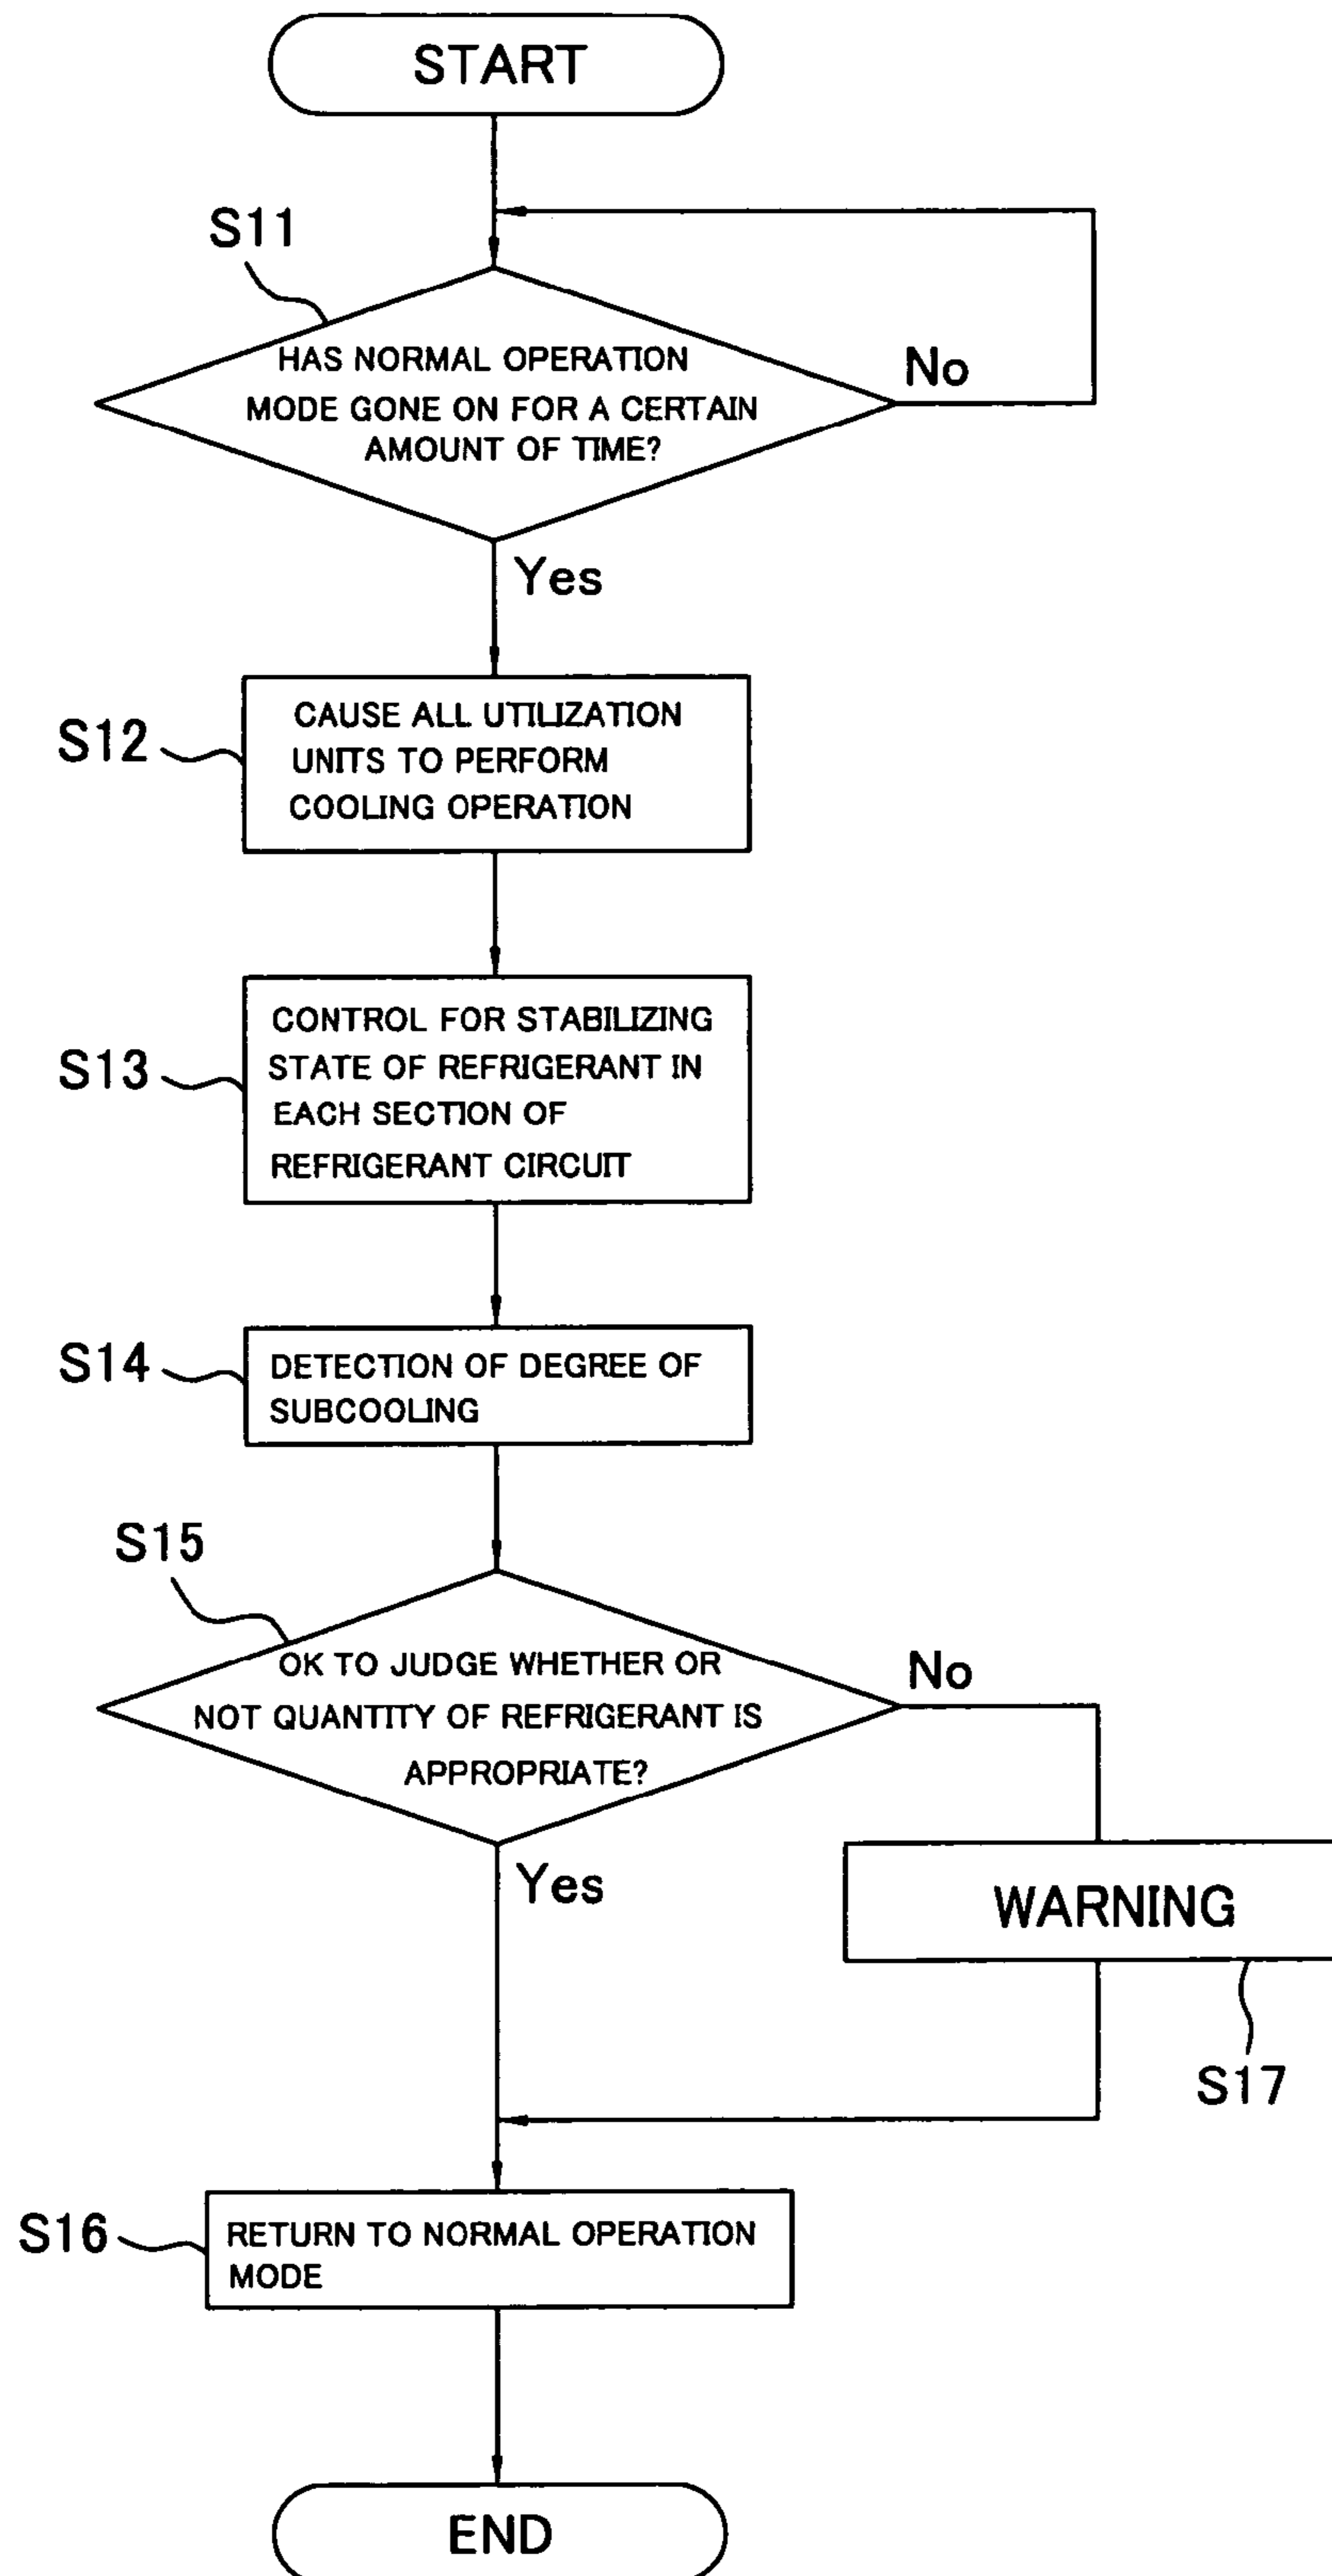 START
S11
HAS NORMAL OPERATION
MODE GONE ON FOR A CERTAIN
AMOUNT OF TIME?
No
Yes
S12
CAUSE ALL UTILIZATION
UNITS TO PERFORM
COOLING OPERATION
S13
CONTROL FOR STABILIZING
STATE OF REFRIGERANT IN
EACH SECTION OF
REFRIGERANT CIRCUIT
S14
DETECTION OF DEGREE OF
SUBCOOLING
S15
OK TO JUDGE WHETHER OR
NOT QUANTITY OF REFRIGERANT IS
APPROPRIATE?
No
Yes
WARNING
S17
S16
RETURN TO NORMAL OPERATION
MODE
END